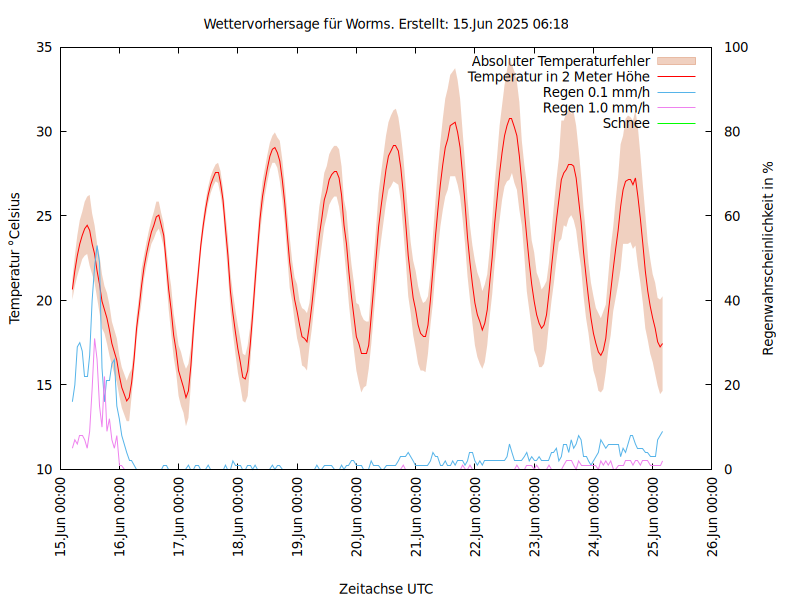 Wettervorhersage für Worms. Erstellt: 15.Jun 2025 06:18
Absoluter Temperaturfehler
Temperatur in 2 Meter Höhe
Regen 0.1 mm/h
Regen 1.0 mm/h
Schnee
Temperatur °Celsius
35
30
25
20
15
10
100
80
60
40
20
0
Regenwahrscheinlichkeit in %
15.Jun 00:00
16.Jun 00:00
17.Jun 00:00
18.Jun 00:00
19.Jun 00:00
20.Jun 00:00
21.Jun 00:00
22.Jun 00:00
23.Jun 00:00
24.Jun 00:00
25.Jun 00:00
26.Jun 00:00
Zeitachse UTC